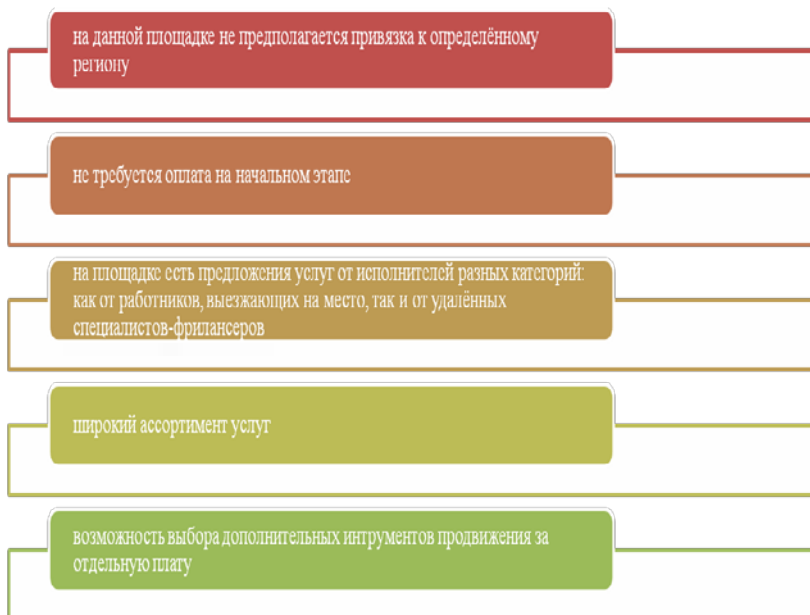 на данной площадке не предполагается привязка к определённому
региону
не требуется оплата на начальном этапе
на площадке есть предложения услуг от исполнителей разных категорий:
как от работников, выезжающих на место, так и от удалённых
специалистов-фрилансеров
широкий ассортимент услуг
возможность выбора дополнительных интрументов продвижения за
отдельную плату